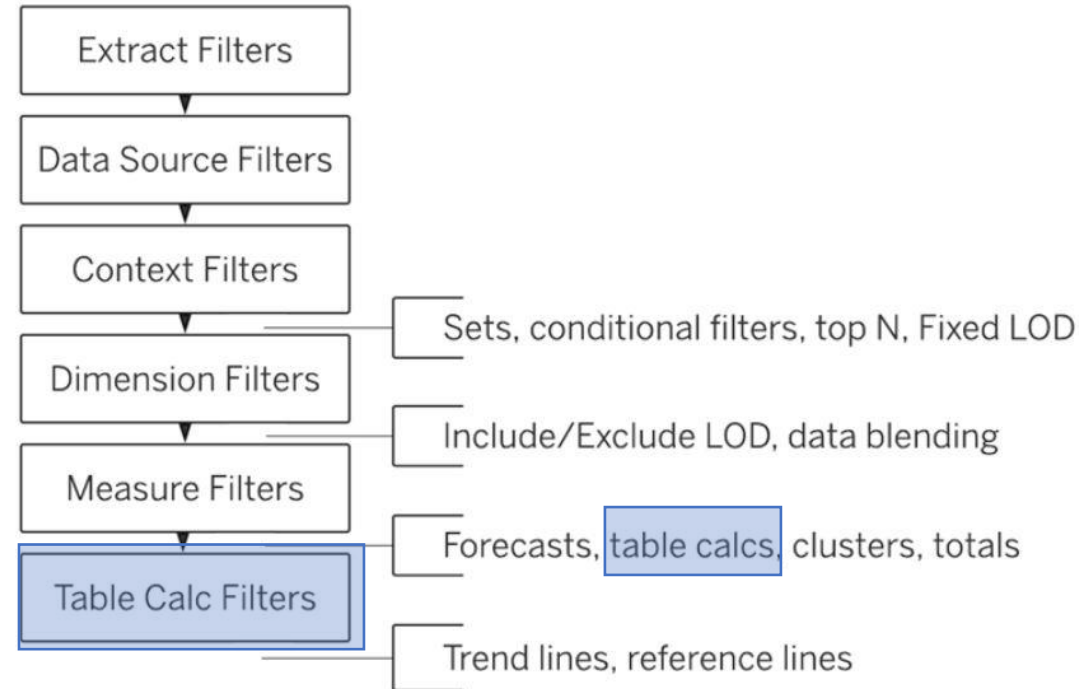 Extract Filters
Data Source Filters
Context Filters
Sets, conditional filters, top N, Fixed LOD
Dimension Filters
Include/Exclude LOD, data blending
Measure Filters
Forecasts, table calcs, clusters, totals
Table Calc Filters
Trend lines, reference lines